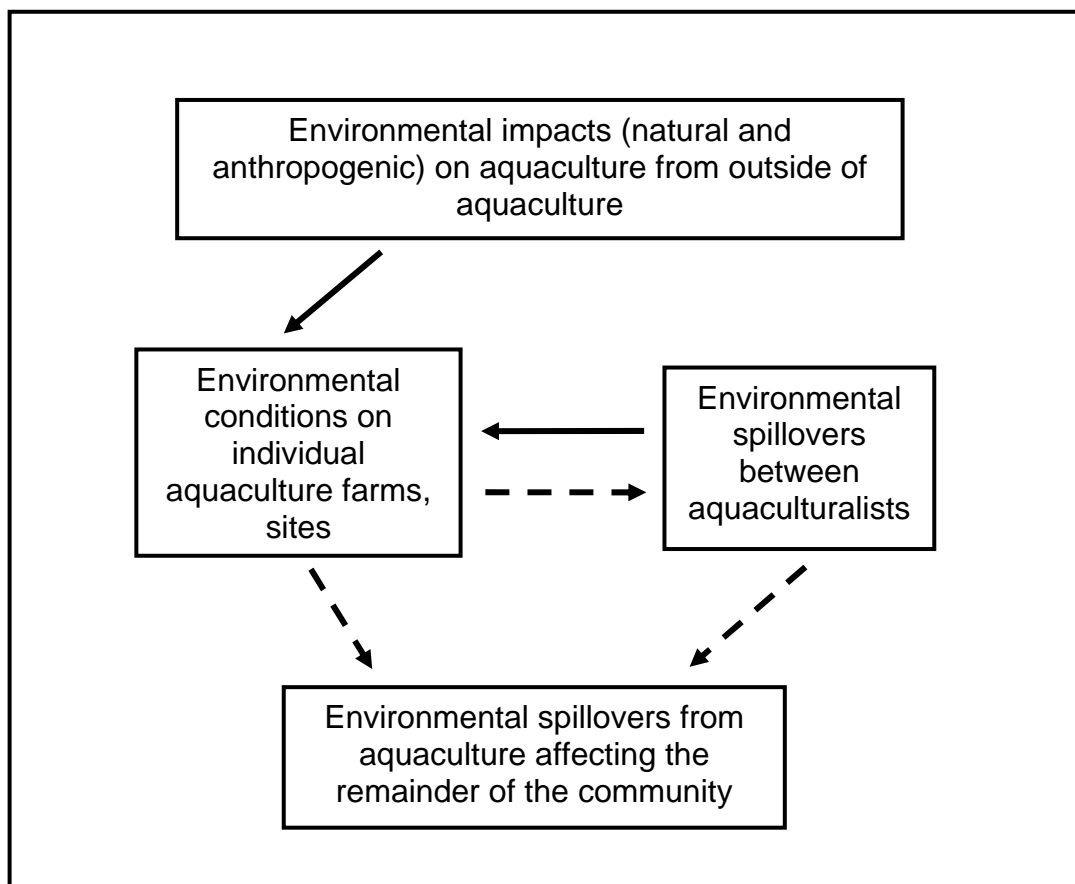 Environmental impacts (natural and
anthropogenic) on aquaculture from outside of
aquaculture
Environmental
conditions on
individual
aquaculture farms,
sites
Environmental
spillovers
between
aquaculturalists
Environmental spillovers from
aquaculture affecting the
remainder of the community